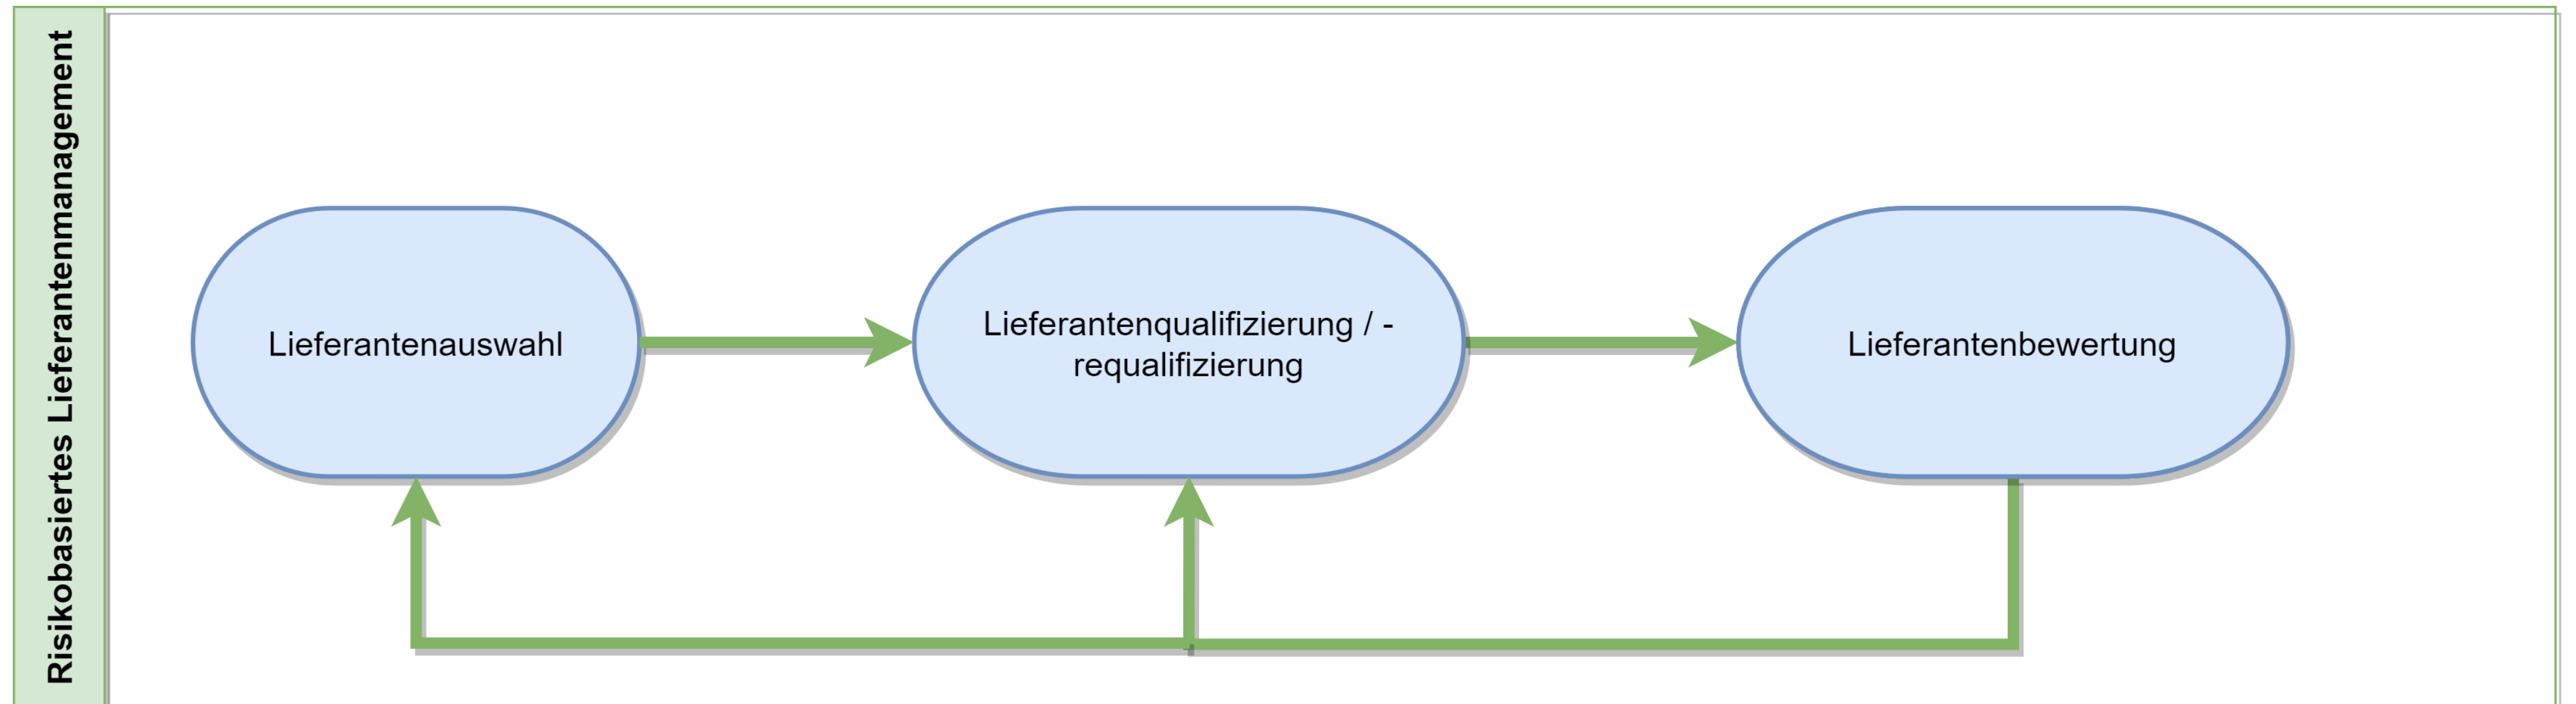 Risikobasiertes Lieferantenmanagement
Lieferantenauswahl
Lieferantenqualifizierung / -
requalifizierung
Lieferantenbewertung